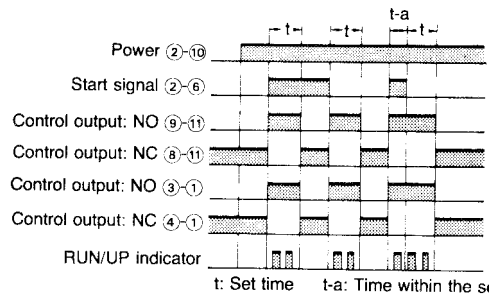 t-a
t t t
Power ②-⑩
Start signal ②-⑥
Control output: NO ⑨-⑪
Control output: NC ⑧-⑪
Control output: NO ③-①
Control output: NC ④-①
RUN/UP indicator
t: Set time t-a: Time within the se